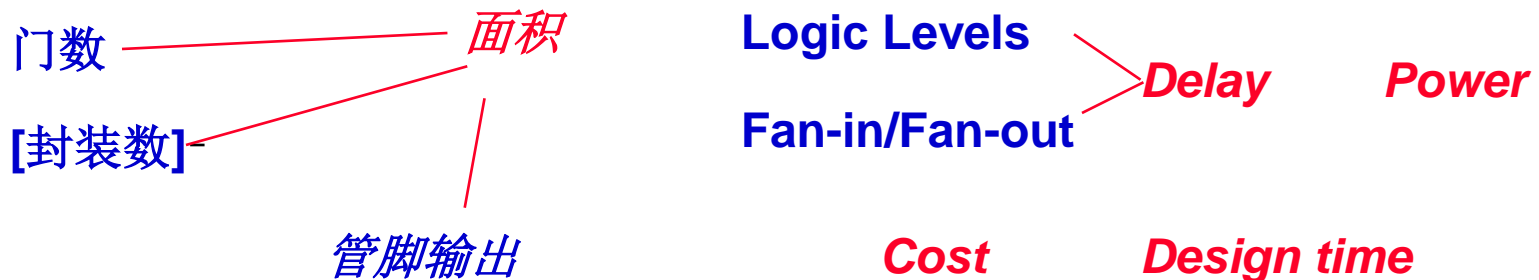 门数
面积
[封装数]-
管脚输出
Logic Levels
Fan-in/Fan-out
Delay
Power
Cost
Design time